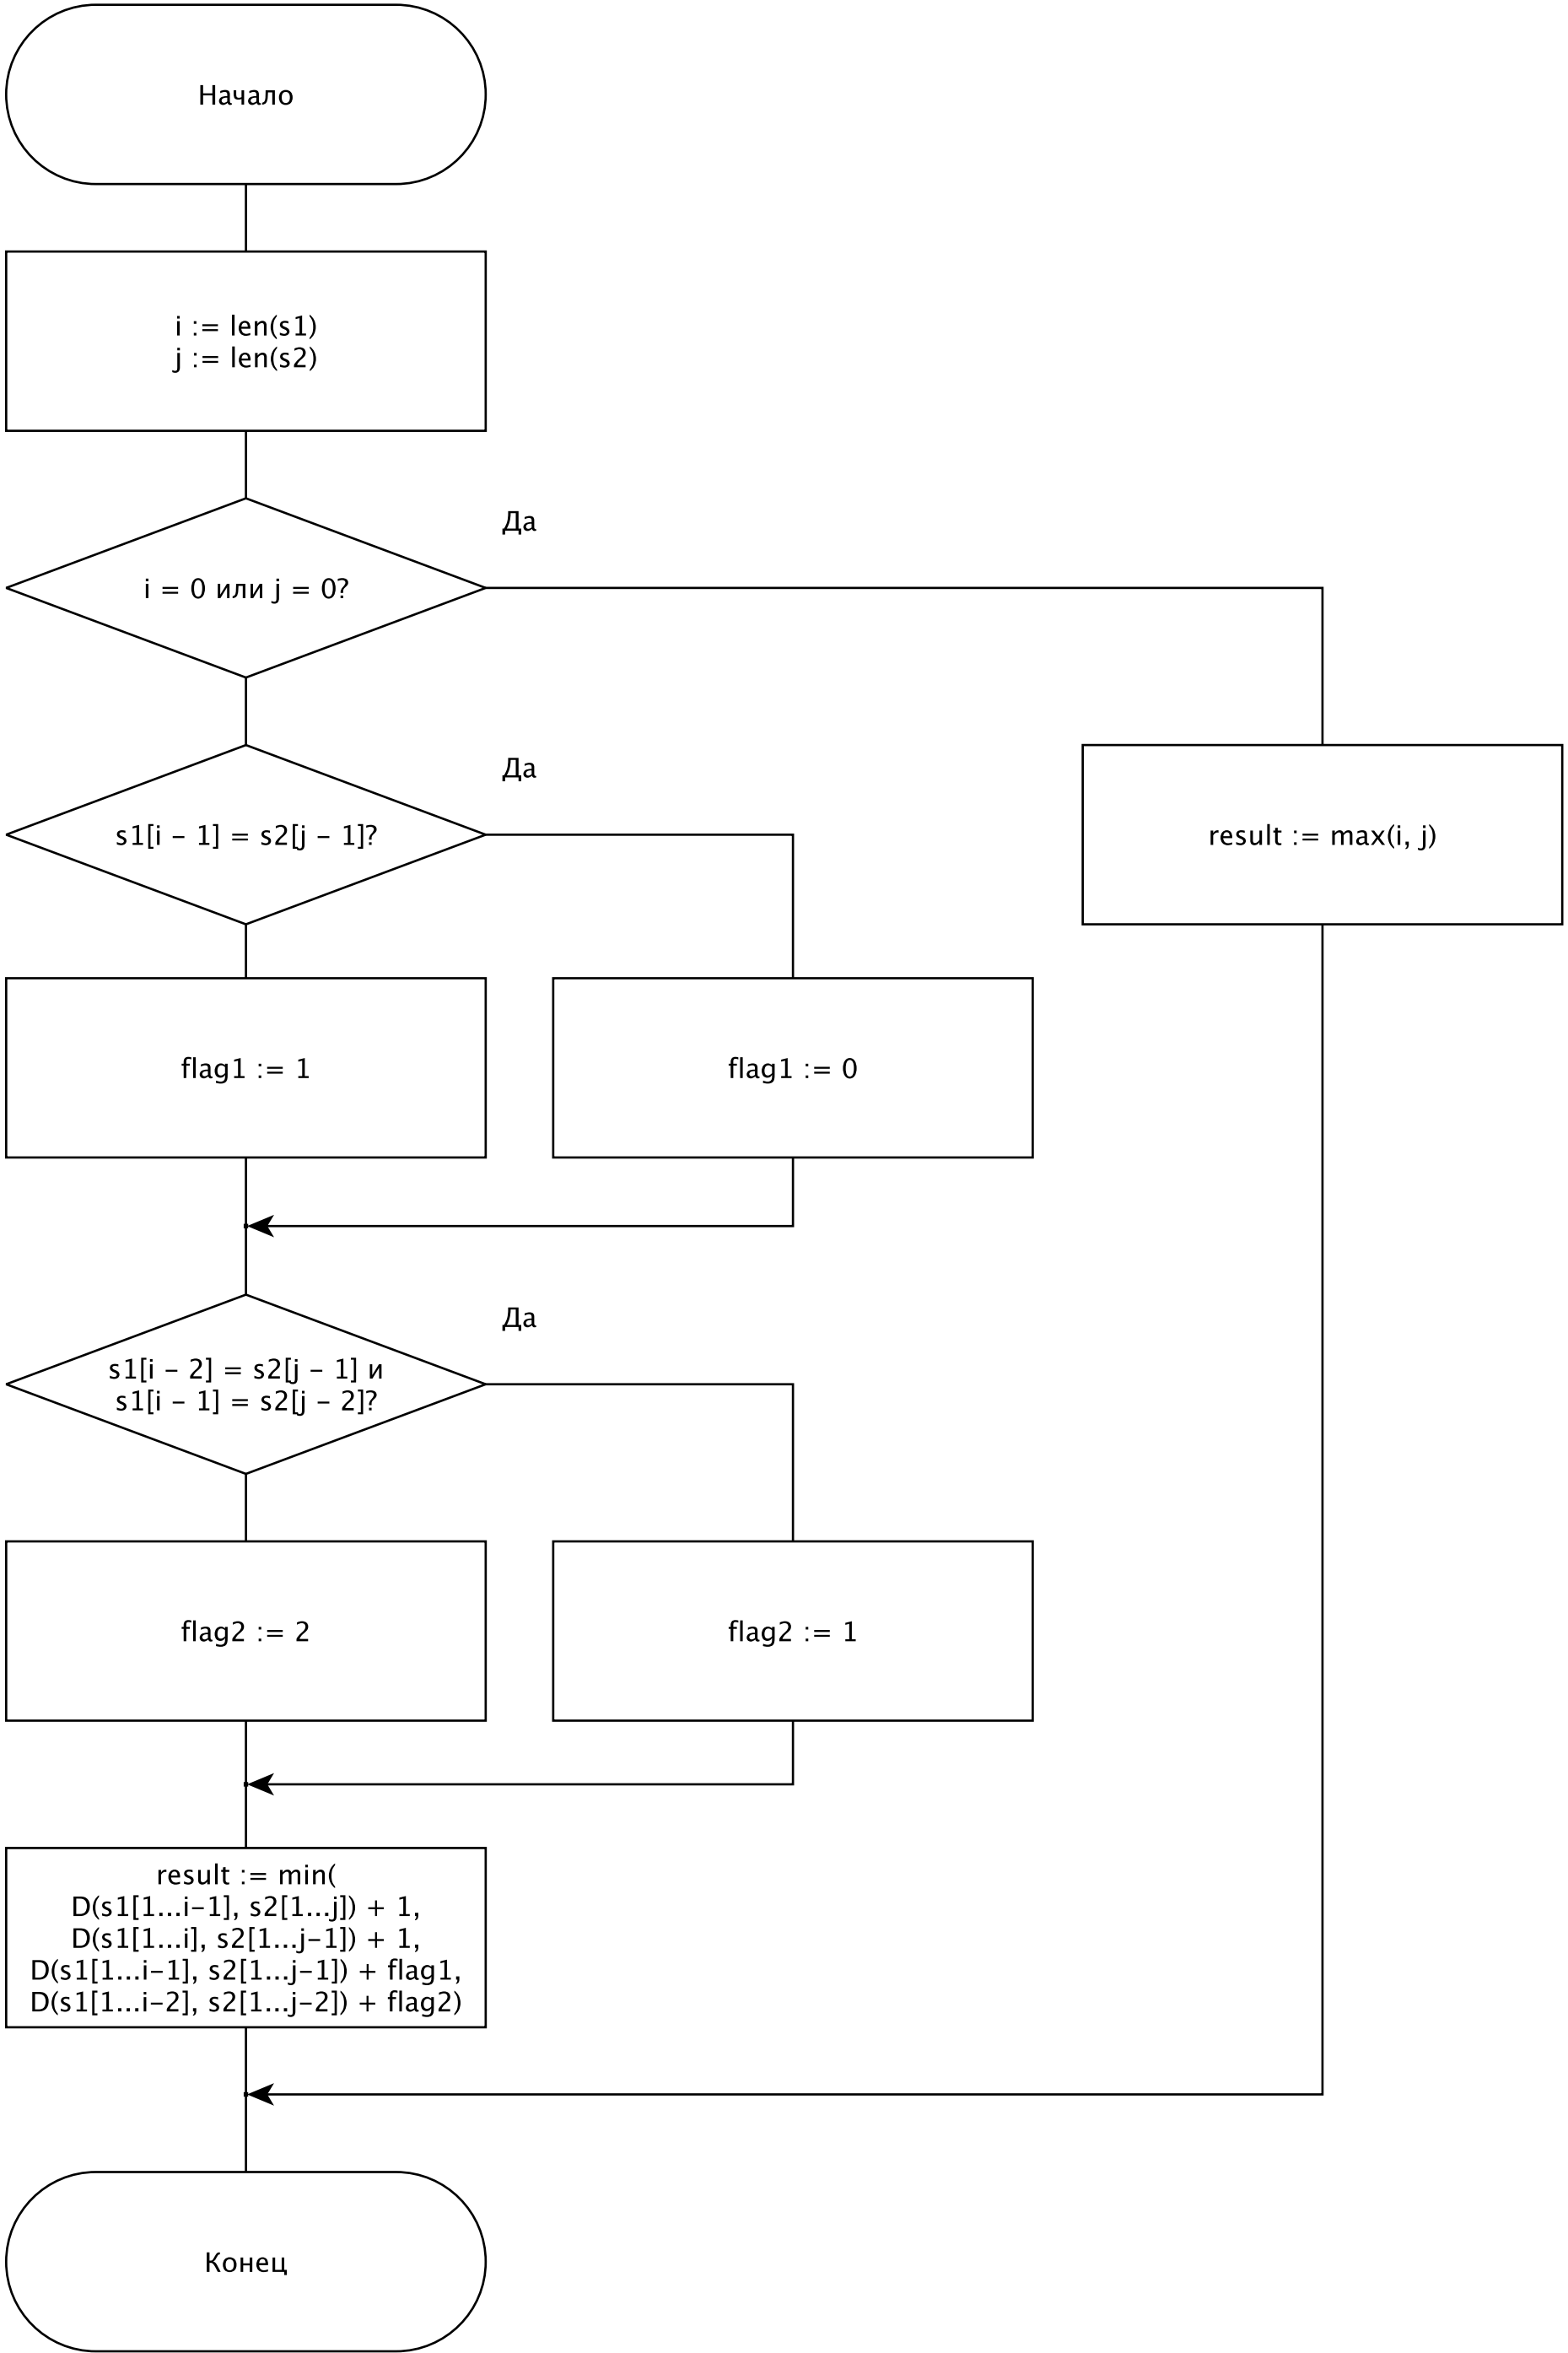 Начало
i := len(s1)
j := len(s2)
Да
i = 0 или j = 0?
Да
s1[i − 1] = s2[j − 1]?
result := max(i, j)
flag1 := 1
flag1 := 0
Да
s1[i − 2] = s2[j − 1] и
s1[i − 1] = s2[j − 2]?
flag2 := 2
flag2 := 1
result := min(
D(s1[1...i−1], s2[1...j]) + 1,
D(s1[1...i], s2[1...j−1]) + 1,
D(s1[1...i−1], s2[1...j−1]) + flag1,
D(s1[1...i−2], s2[1...j−2]) + flag2)
Конец